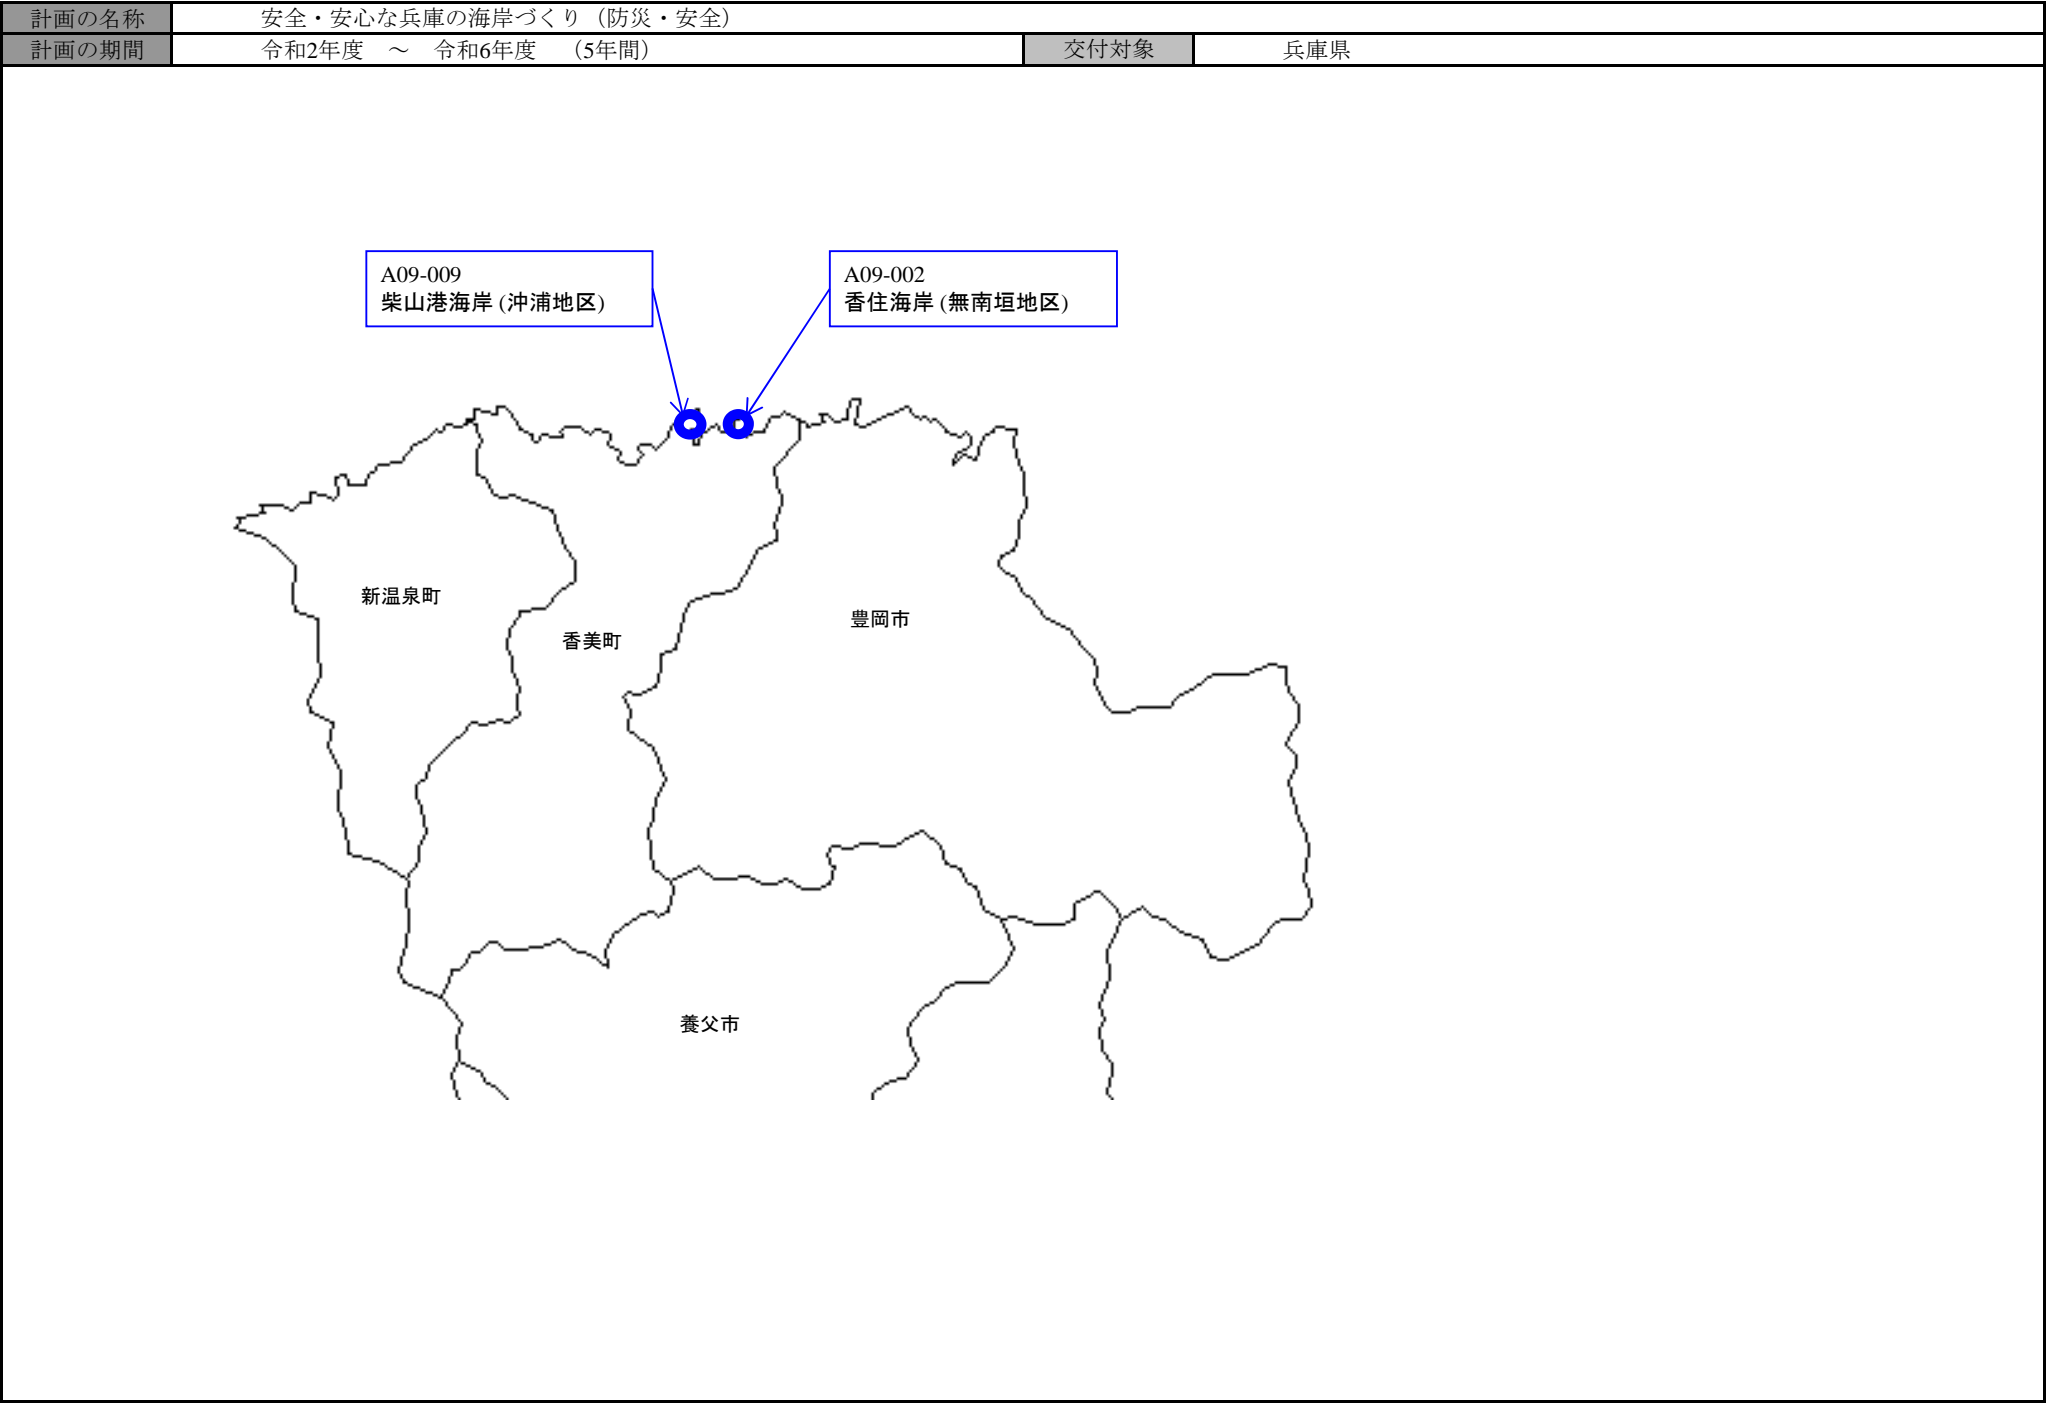 計画の名称 安全・安心な兵庫の海岸づくり（防災・安全）
計画の期間 令和2年度 ～ 令和6年度 （5年間） 交付対象 兵庫県
A09-009
柴山港海岸 (沖浦地区)
A09-002
香住海岸 (無南垣地区)
新温泉町
香美町
豊岡市
養父市